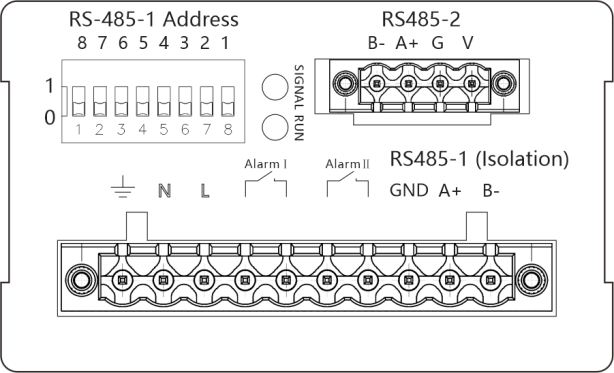 RS-485-1 Address
8 7 6 5 4 3 2 1
1
0
1 2 3 4 5 6 7 8
SIGNAL RUN
RS485-2
B- A+ G V
N L
Alarm I
Alarm II
RS485-1 (Isolation)
GND A+ B-